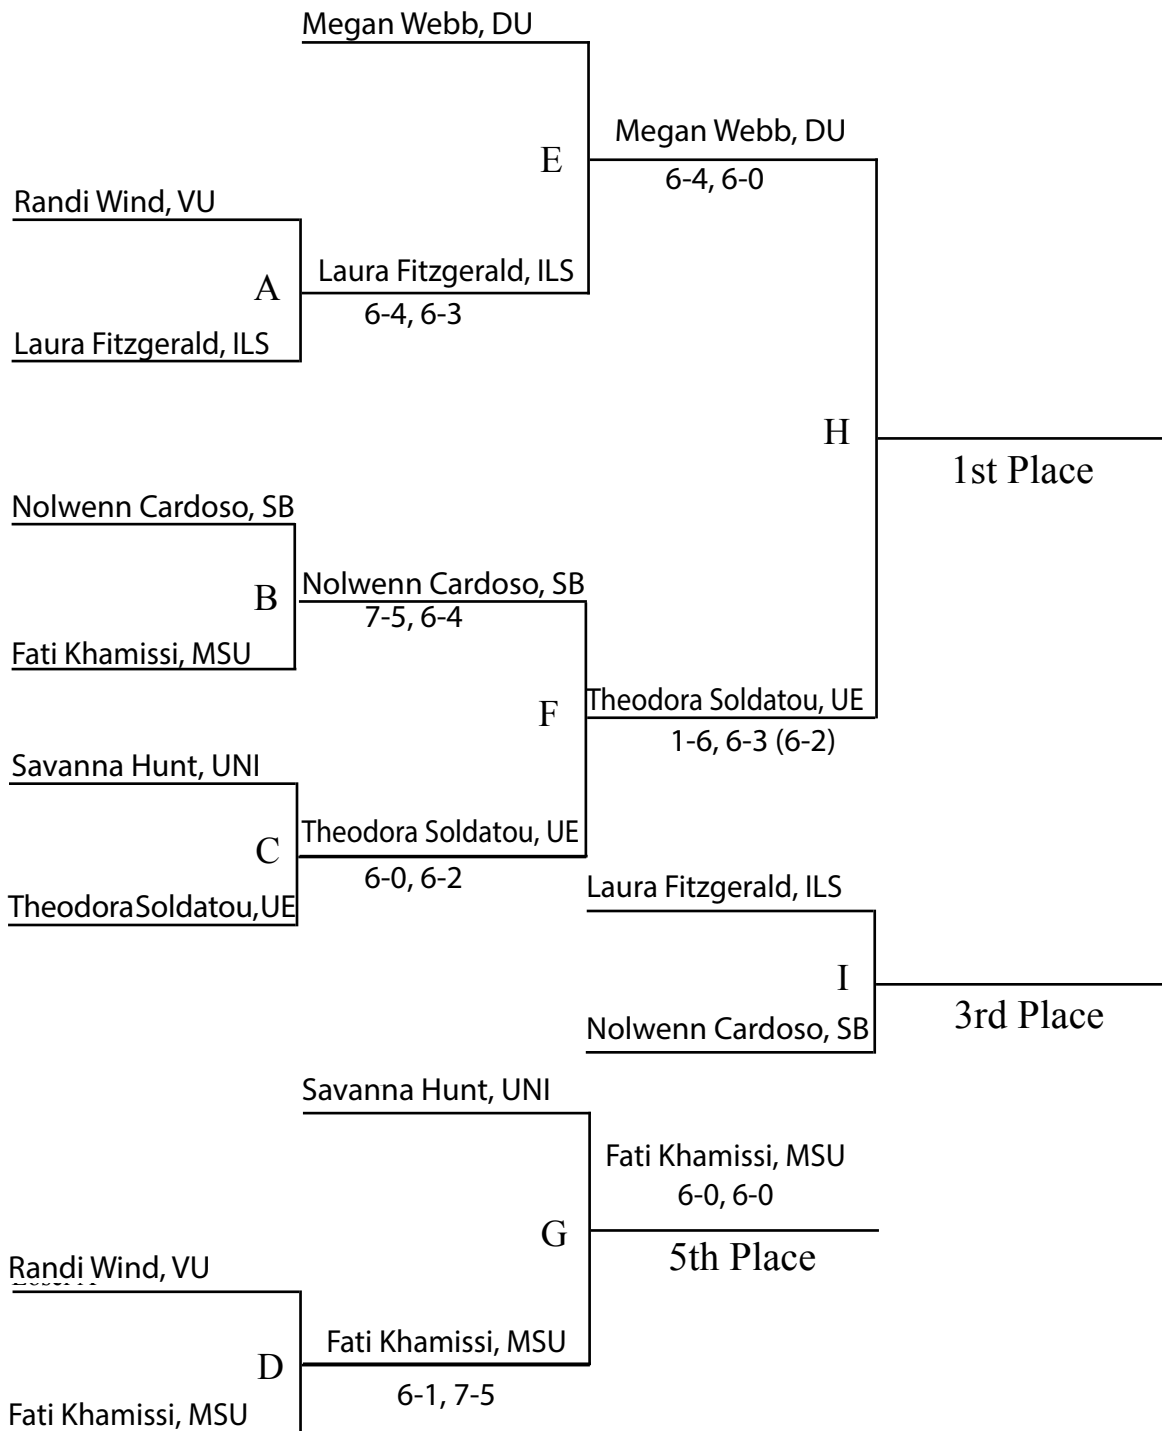 Megan Webb, DU
Megan Webb, DU
E
6-4, 6-0
Randi Wind, VU
Laura Fitzgerald, ILS
A
6-4, 6-3
Laura Fitzgerald, ILS
H
1st Place
Nolwenn Cardoso, SB
Nolwenn Cardoso, SB
B
7-5, 6-4
Fati Khamissi, MSU
Theodora Soldatou, UE
F
1-6, 6-3 (6-2)
Savanna Hunt, UNI
Theodora Soldatou, UE
C
6-0, 6-2
Theodora Soldatou, UE
Laura Fitzgerald, ILS
I
3rd Place
Nolwenn Cardoso, SB
Savanna Hunt, UNI
Fati Khamissi, MSU
6-0, 6-0
G
5th Place
Randi Wind, VU
Fati Khamissi, MSU
D
6-1, 7-5
Fati Khamissi, MSU